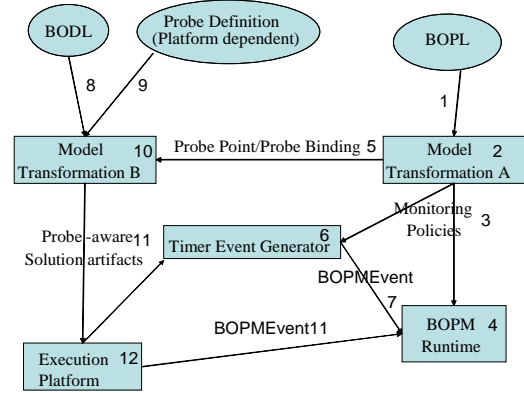 BODL
Probe Definition
(Platform dependent)
BOPL
8
9
1
Model 10
Transformation B
Probe Point/Probe Binding 5
Model 2
Transformation A
Monitoring
Policies
3
Probe-aware 11
Solution artifacts
Timer Event Generator 6
BOPMEvent
7
BOPMEvent11
BOPM 4
Runtime
Execution 12
Platform